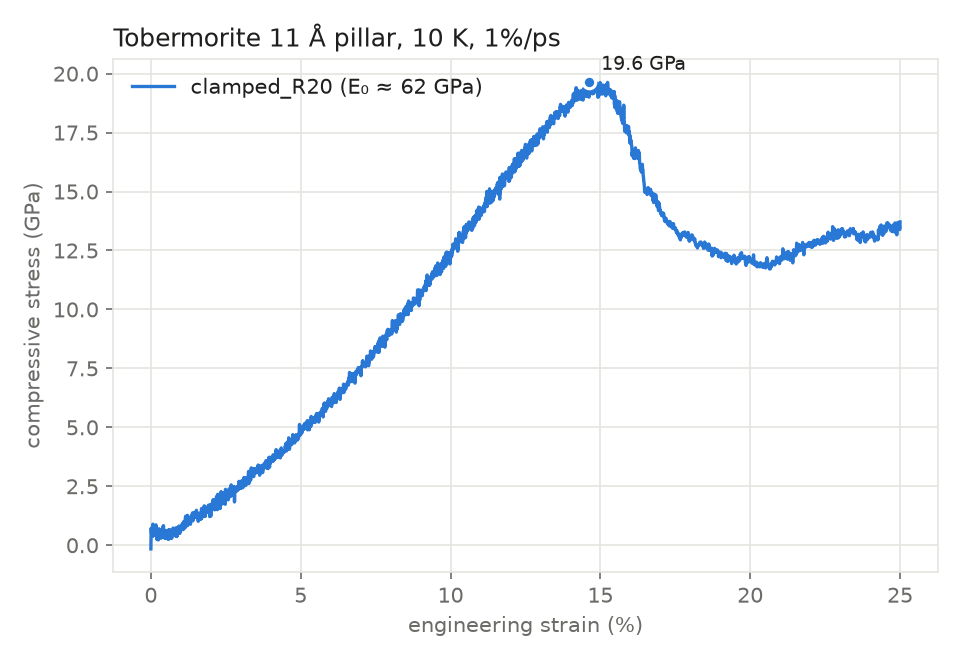 Tobermorite 11 Å pillar, 10 K, 1%/ps
19.6 GPa
clamped_R20 (E₀ ≈ 62 GPa)
compressive stress (GPa)
20.0
17.5
15.0
12.5
10.0
7.5
5.0
2.5
0.0
0 5 10 15 20 25
engineering strain (%)